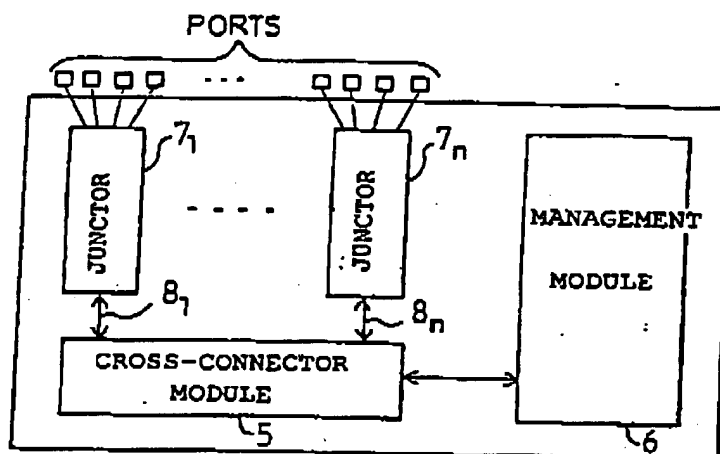 PORTS
7₁
7ₙ
JUNCTOR
JUNCTOR
MANAGEMENT
MODULE
8₁
8ₙ
CROSS-CONNECTOR
MODULE
5
6